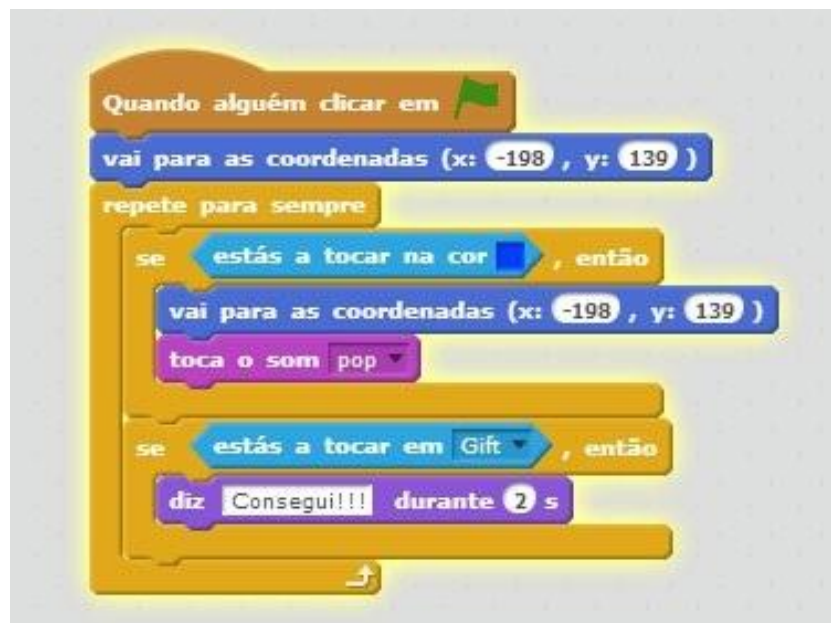 Quando alguém clicar em
vai para as coordenadas (x: -198 , y: 139 )
repete para sempre
se estás a tocar na cor , então
vai para as coordenadas (x: -198 , y: 139 )
toca o som pop
se estás a tocar em Gift , então
diz Consegui!!! durante 2 s